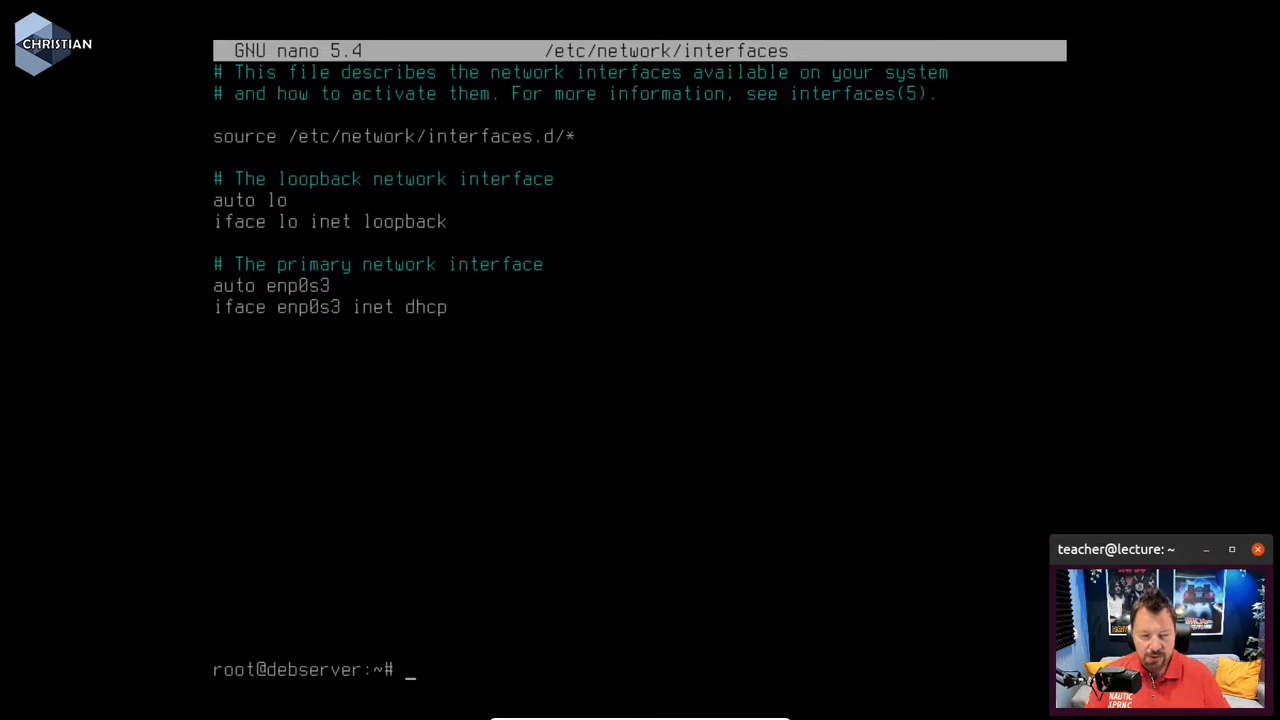 CHRISTIAN
GNU nano 5.4 /etc/network/interfaces
# This file describes the network interfaces available on your system
# and how to activate them. For more information, see interfaces(5).
source /etc/network/interfaces.d/*
# The loopback network interface
auto lo
iface lo inet loopback
# The primary network interface
auto enp0s3
iface enp0s3 inet dhcp
teacher@lecture: ~
NAUTIC
root@debserver:~# _